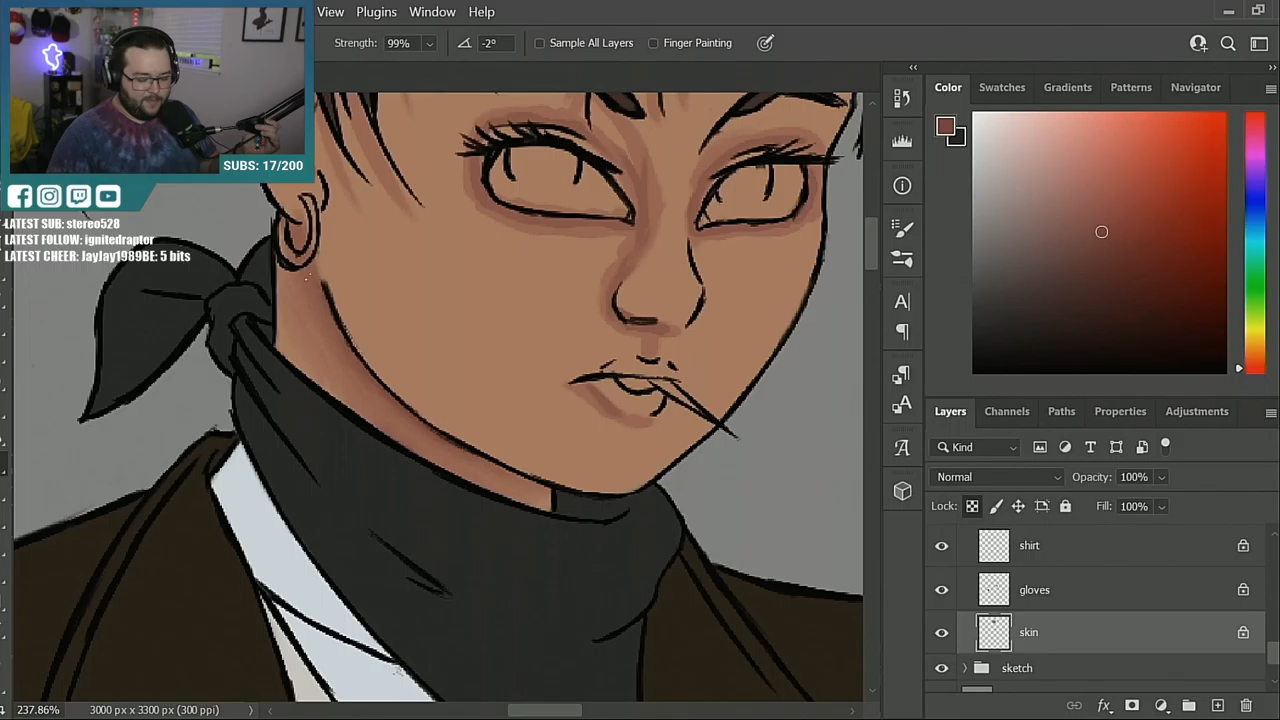 View Plugins Window Help
Strength: 99% -2° Sample All Layers Finger Painting
SUBS: 17/200
LATEST SUB: stereo528
LATEST FOLLOW: ignitedraptor
LATEST CHEER: JayJay1989BE: 5 bits
Color Swatches Gradients Patterns Navigator
Layers Channels Paths Properties Adjustments
Kind
Normal Opacity: 100%
Lock: Fill: 100%
shirt
gloves
skin
sketch
237.86% 3000 px x 3300 px (300 ppi)